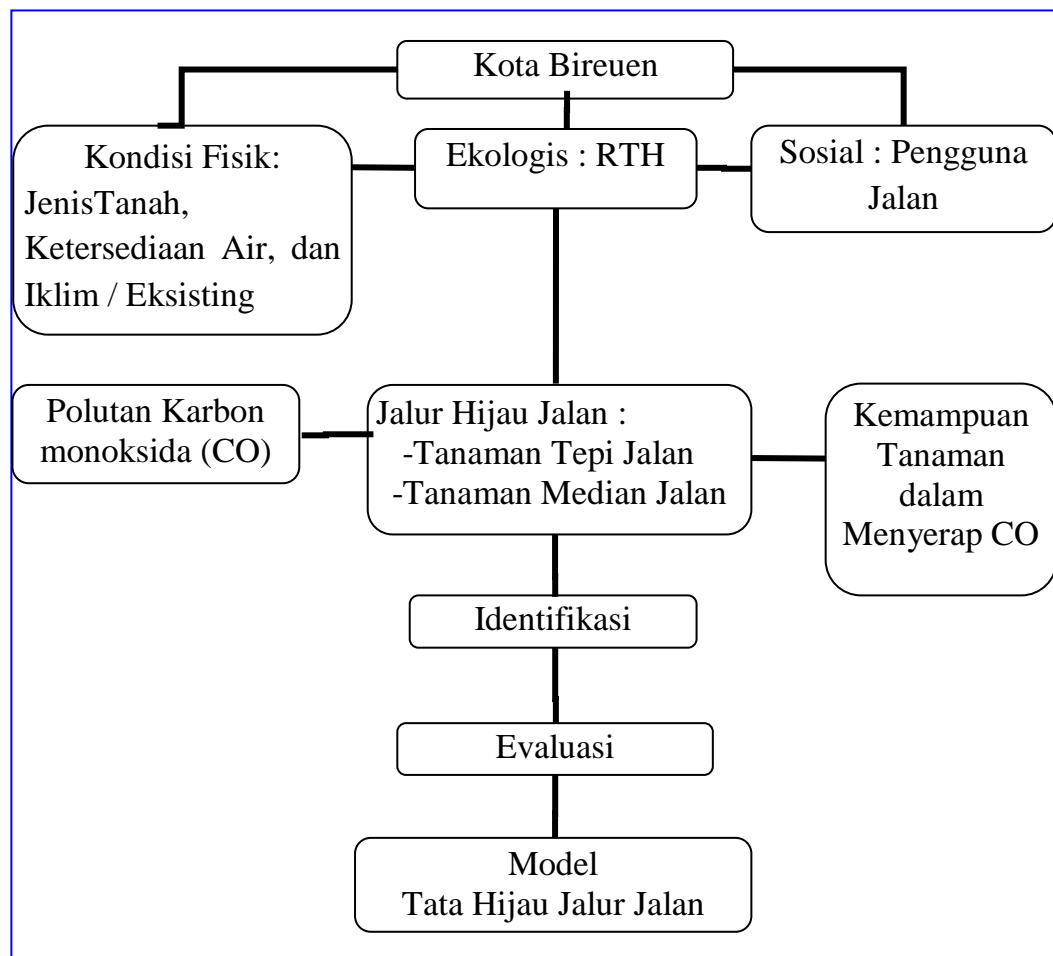 Kota Bireuen
Kondisi Fisik:
JenisTanah,
Ketersediaan Air, dan
Iklim / Eksisting
Ekologis : RTH
Sosial : Pengguna
Jalan
Polutan Karbon
monoksida (CO)
Jalur Hijau Jalan :
-Tanaman Tepi Jalan
-Tanaman Median Jalan
Kemampuan
Tanaman
dalam
Menyerap CO
Identifikasi
Evaluasi
Model
Tata Hijau Jalur Jalan